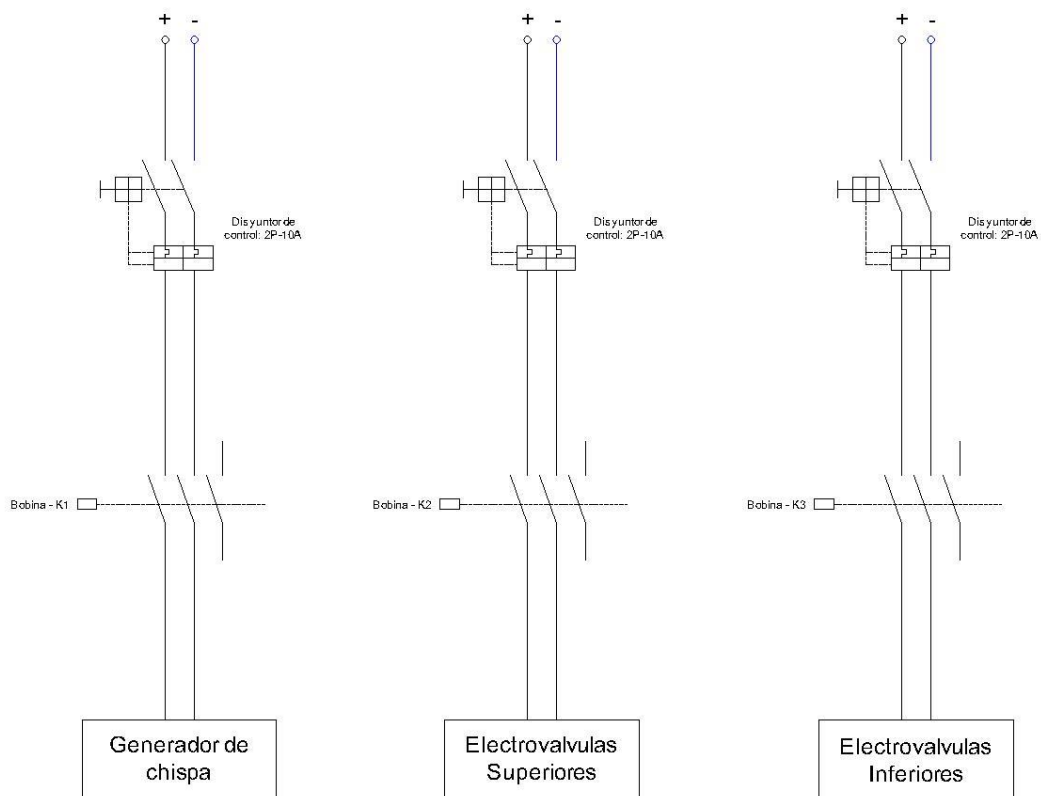 + -
+ -
+ -
Disyuntor de
control: 2P-10A
Disyuntor de
control: 2P-10A
Disyuntor de
control: 2P-10A
Bobina - K1
Bobina - K2
Bobina - K3
Generador de
chispa
Electrovalvulas
Superiores
Electrovalvulas
Inferiores